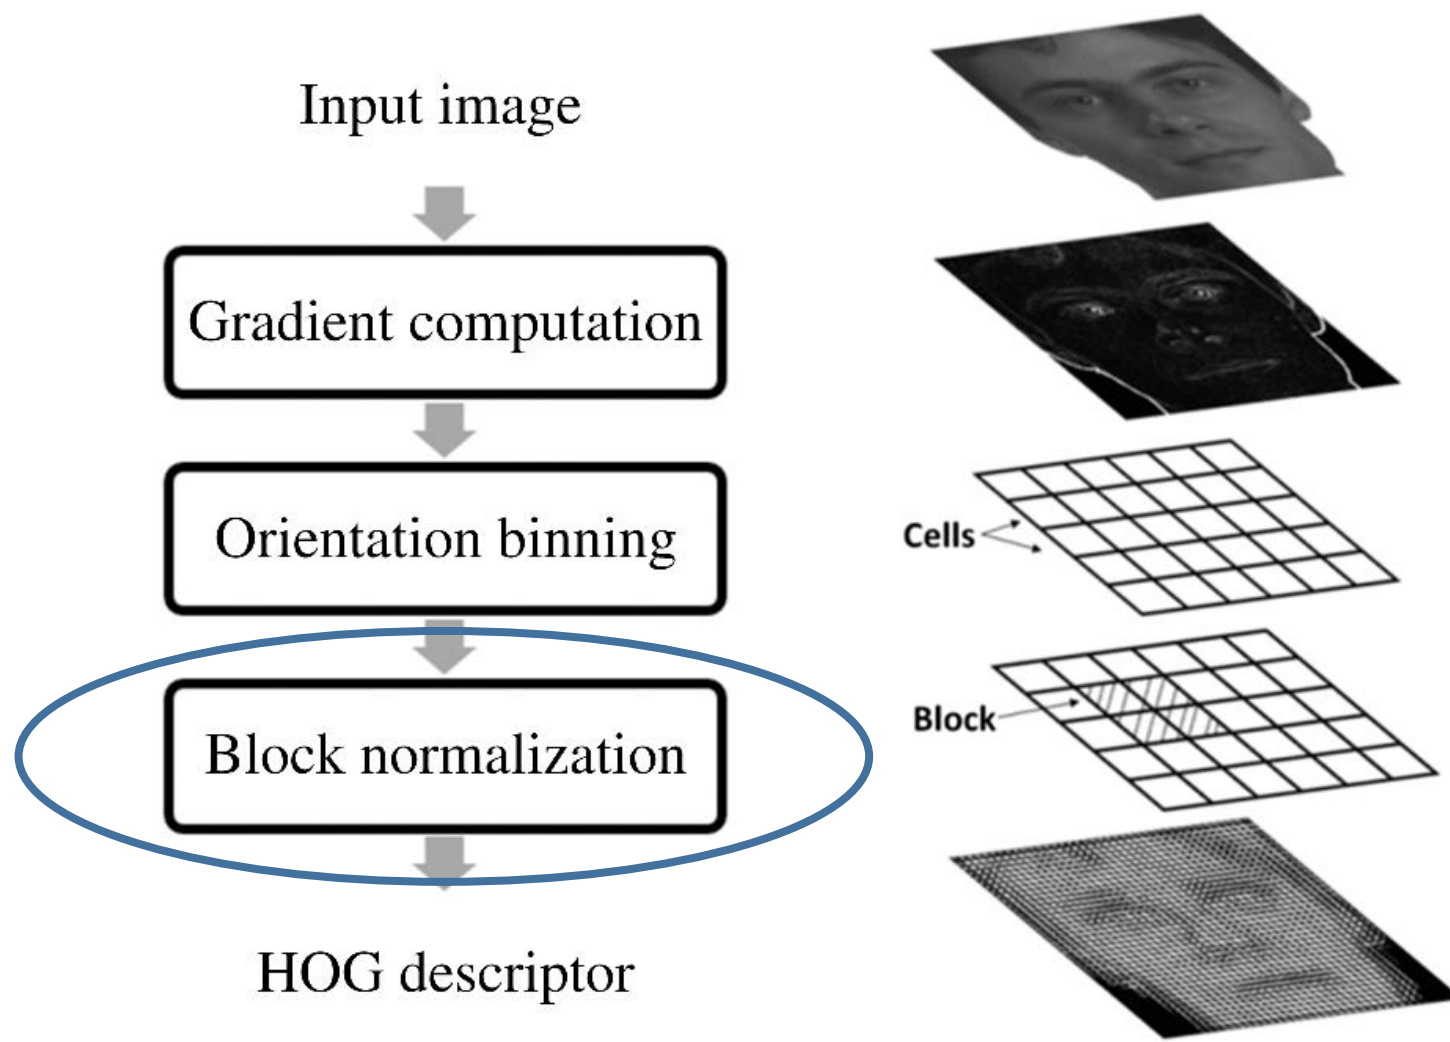 Input image
Gradient computation
Orientation binning
Cells
Block normalization
Block
HOG descriptor